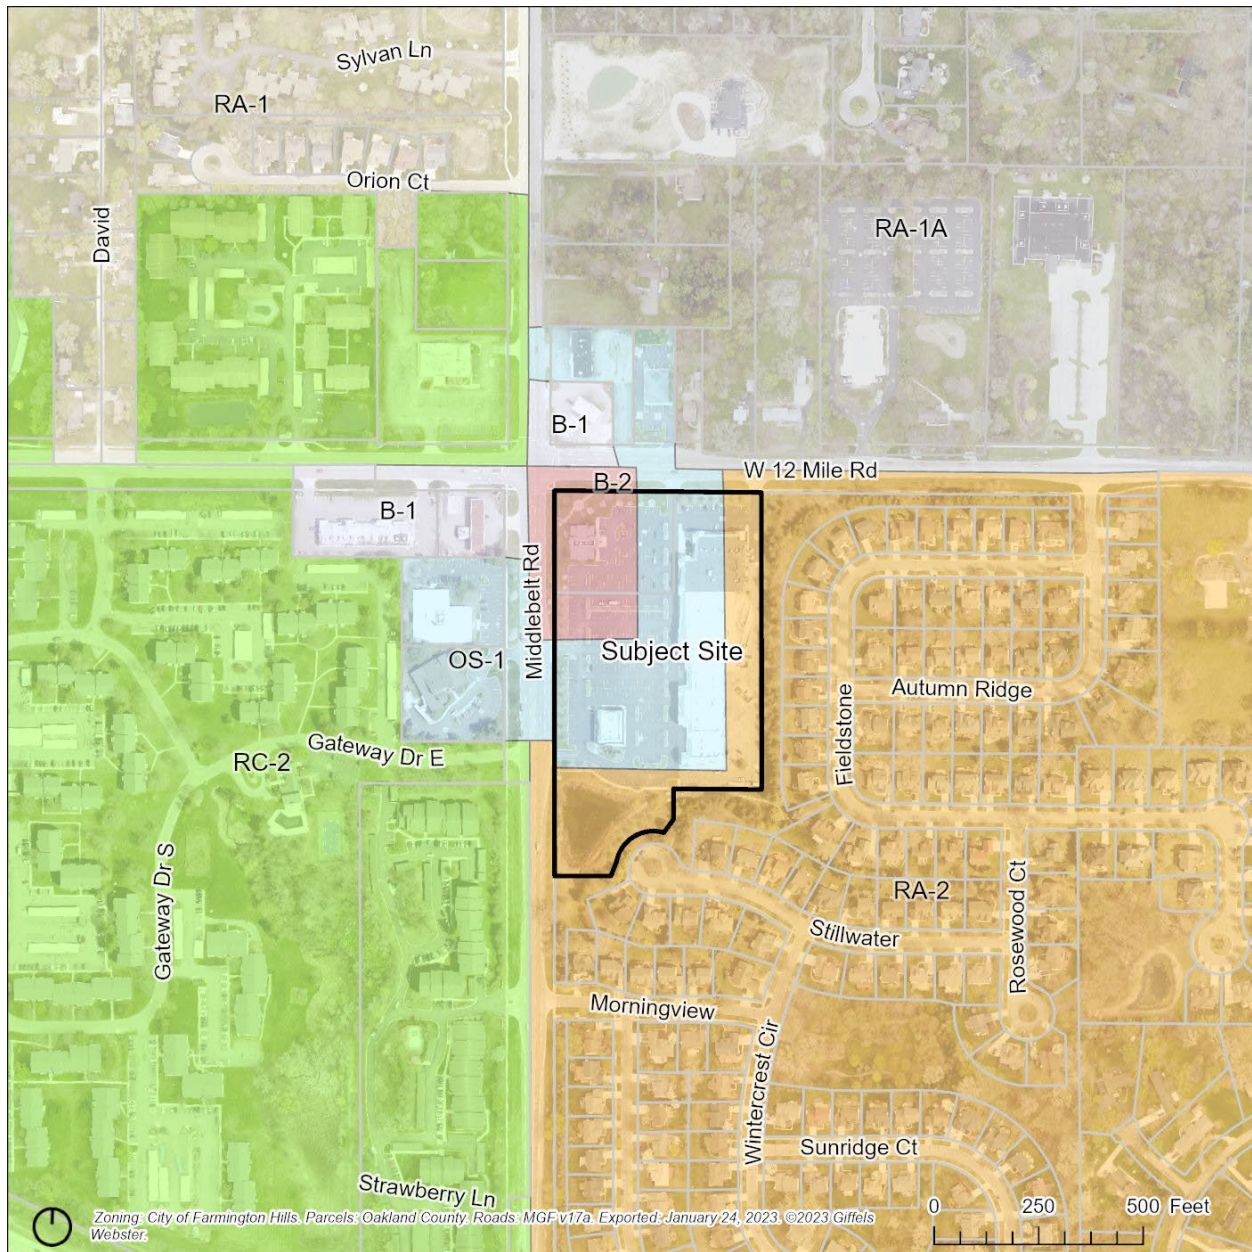 Sylvan Ln
RA-1
Orion Ct
David
RA-1A
B-1
W 12 Mile Rd
B-2
B-1
Middlebelt Rd
Subject Site
OS-1
Autumn Ridge
Fieldstone
Gateway Dr E
RC-2
Gateway Dr S
RA-2
Rosewood Ct
Stillwater
Morningview
Wintercrest Cir
Sunridge Ct
Strawberry Ln
0 250 500 Feet
Zoning: City of Farmington Hills. Parcels: Oakland County. Roads: MGF v17a. Exported: January 24, 2023. ©2023 Giffels
Webster.